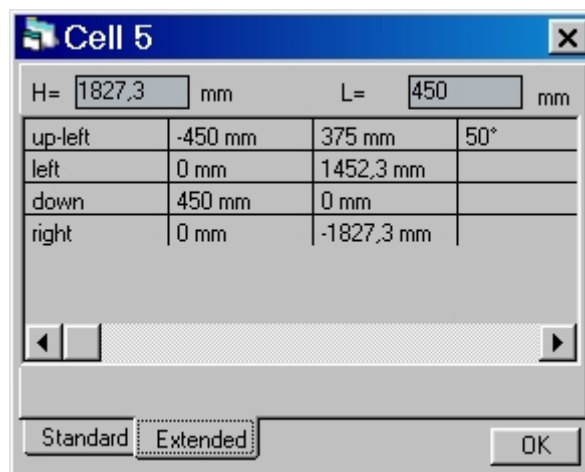 Cell 5
H= 1827,3 mm L= 450 mm
up-left -450 mm 375 mm 50°
left 0 mm 1452,3 mm
down 450 mm 0 mm
right 0 mm -1827,3 mm
Standard Extended OK